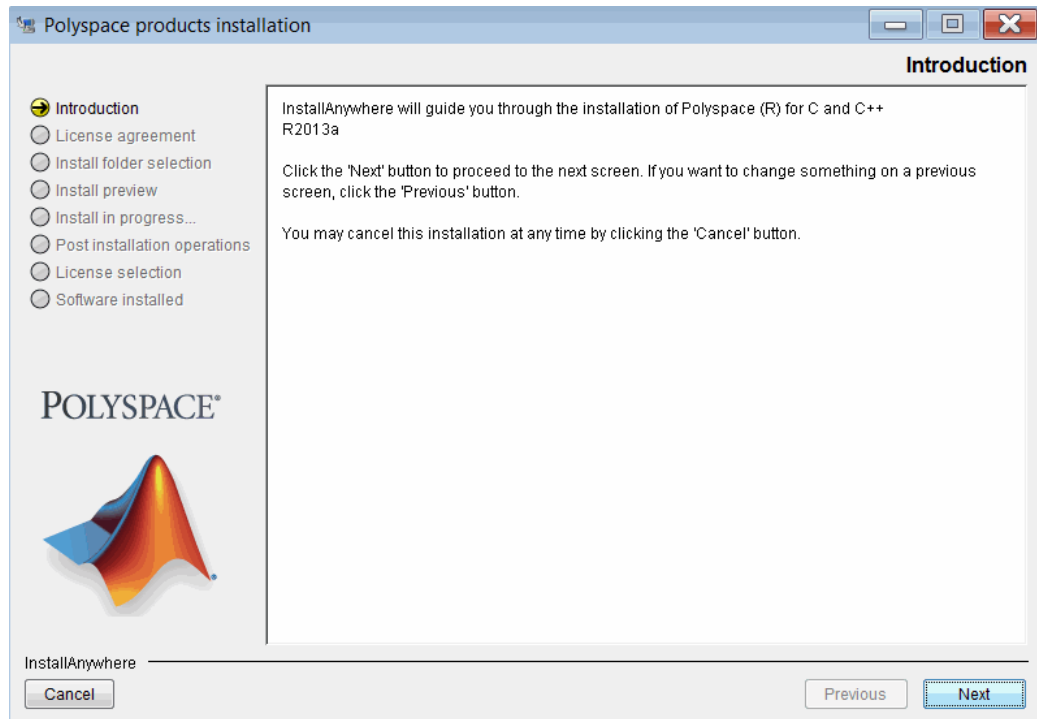 Polyspace products installation
Introduction
Introduction
License agreement
Install folder selection
Install preview
Install in progress...
Post installation operations
License selection
Software installed
POLYSPACE®
InstallAnywhere will guide you through the installation of Polyspace (R) for C and C++
R2013a
Click the 'Next' button to proceed to the next screen. If you want to change something on a previous
screen, click the 'Previous' button.
You may cancel this installation at any time by clicking the 'Cancel' button.
InstallAnywhere
Cancel
Previous
Next